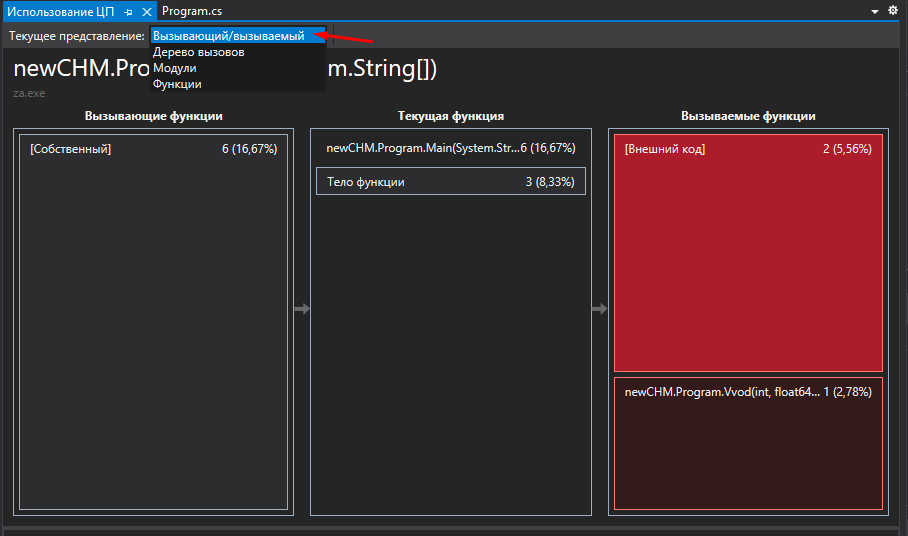 Использование ЦП
Program.cs
Текущее представление:
Вызывающий/вызываемый
Дерево вызовов
Модули
Функции
newCHM.Pro
m.String[])
za.exe
Вызывающие функции
Текущая функция
Вызываемые функции
[Собственный] 6 (16,67%)
newCHM.Program.Main(System.Str...6 (16,67%)
Тело функции 3 (8,33%)
[Внешний код] 2 (5,56%)
newCHM.Program.Vvod(int, float64... 1 (2,78%)